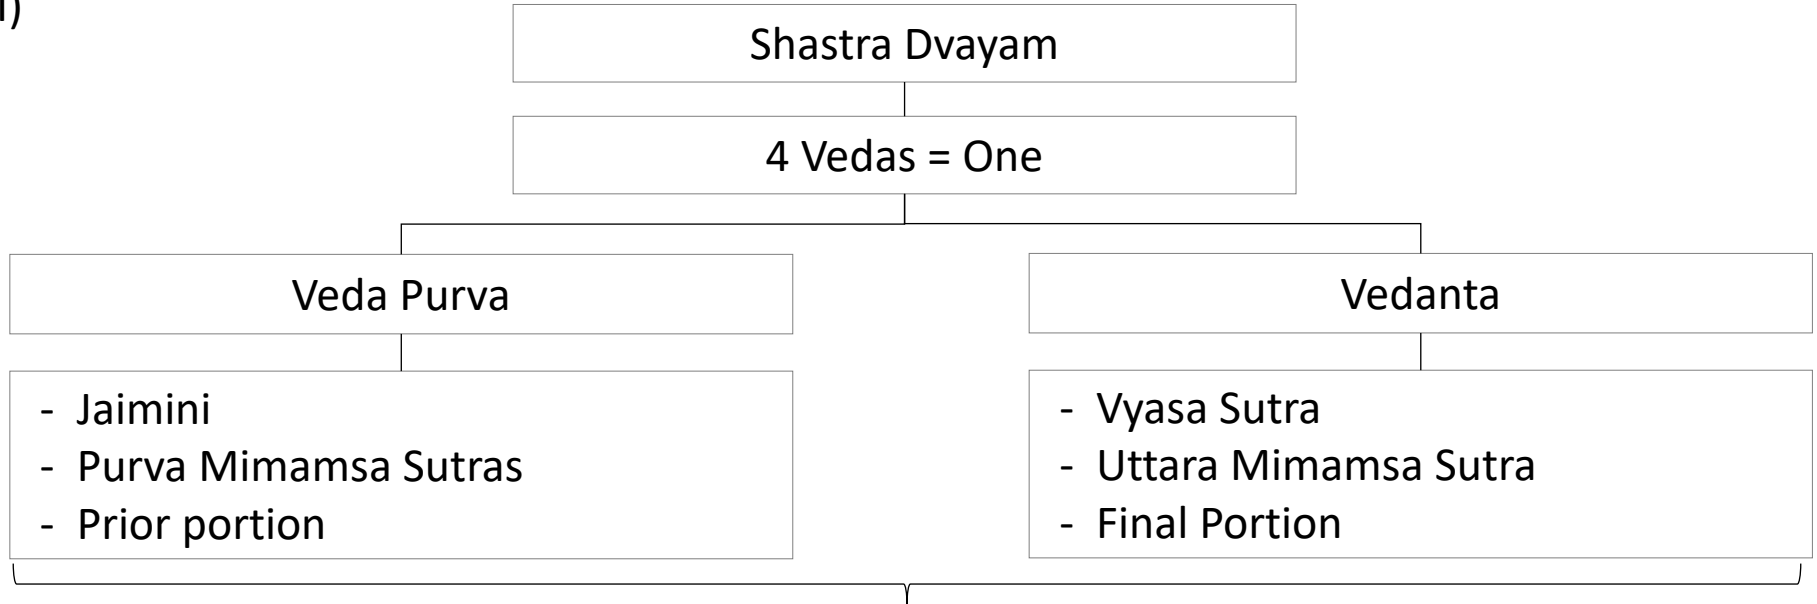 Shastra Dvayam
4 Vedas = One
Veda Purva
Vedanta
- Jaimini
- Purva Mimamsa Sutras
- Prior portion
- Vyasa Sutra
- Uttara Mimamsa Sutra
- Final Portion